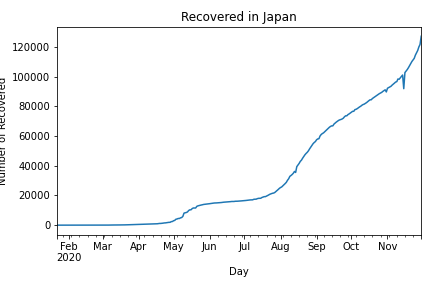 Recovered in Japan
Number of Recovered
120000
100000
80000
60000
40000
20000
0
Feb Mar Apr May Jun Jul Aug Sep Oct Nov
2020
Day